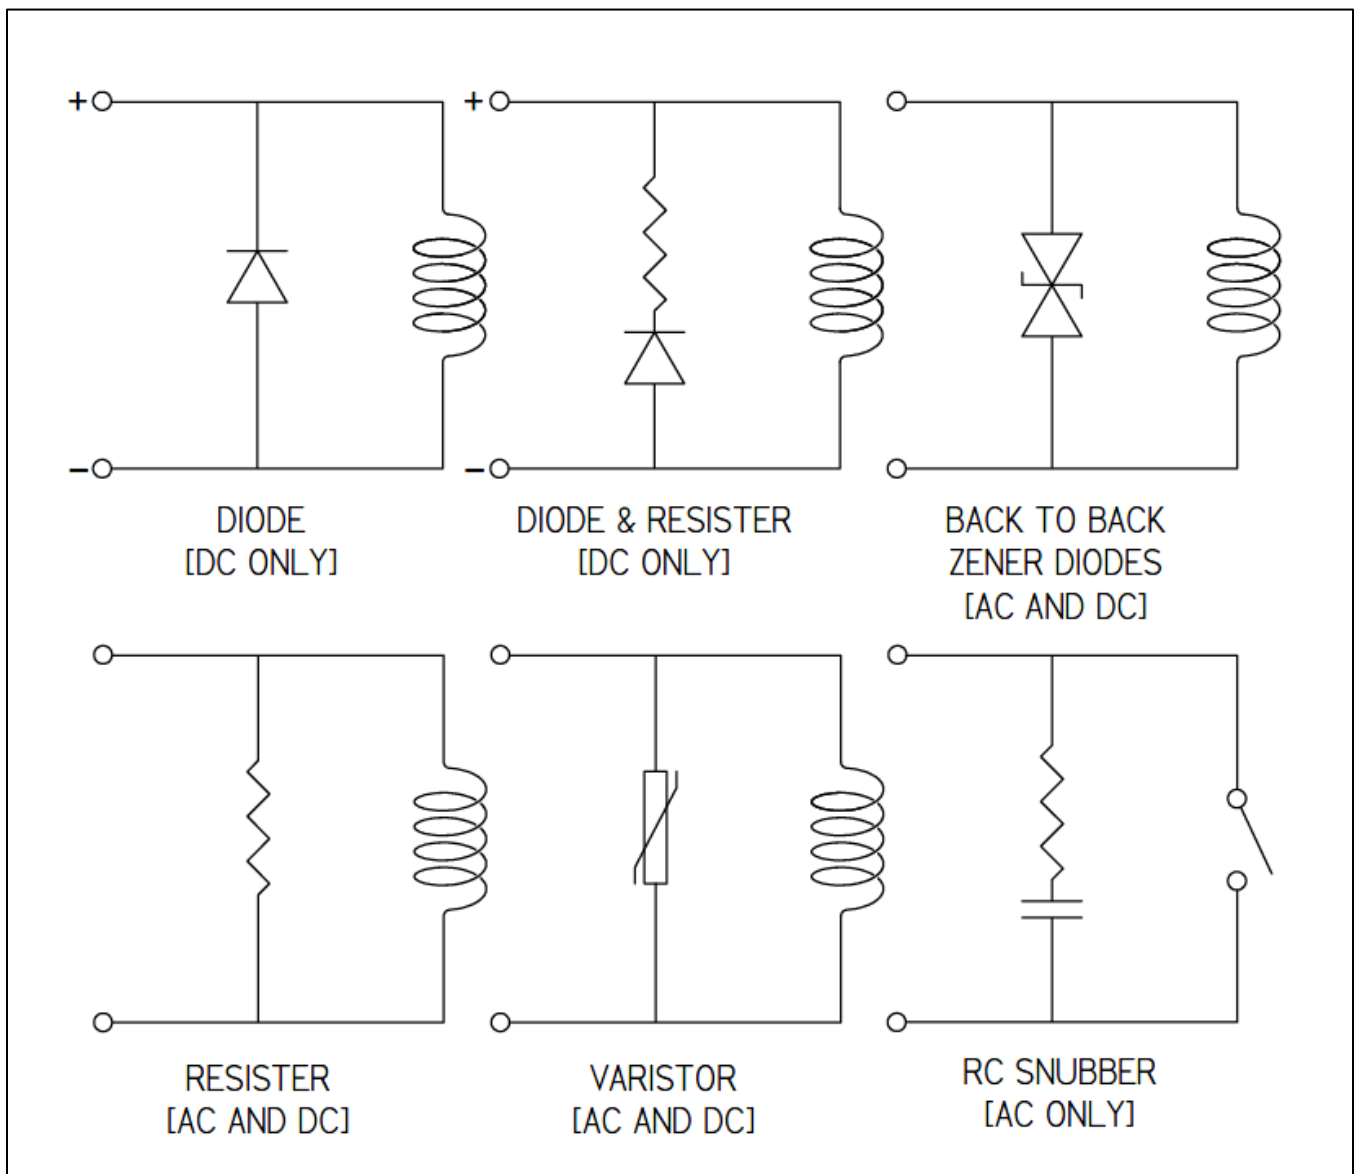 +
+
DIODE
[DC ONLY]
DIODE & RESISTER
[DC ONLY]
BACK TO BACK
ZENER DIODES
[AC AND DC]
−
−
RESISTER
[AC AND DC]
VARISTOR
[AC AND DC]
RC SNUBBER
[AC ONLY]